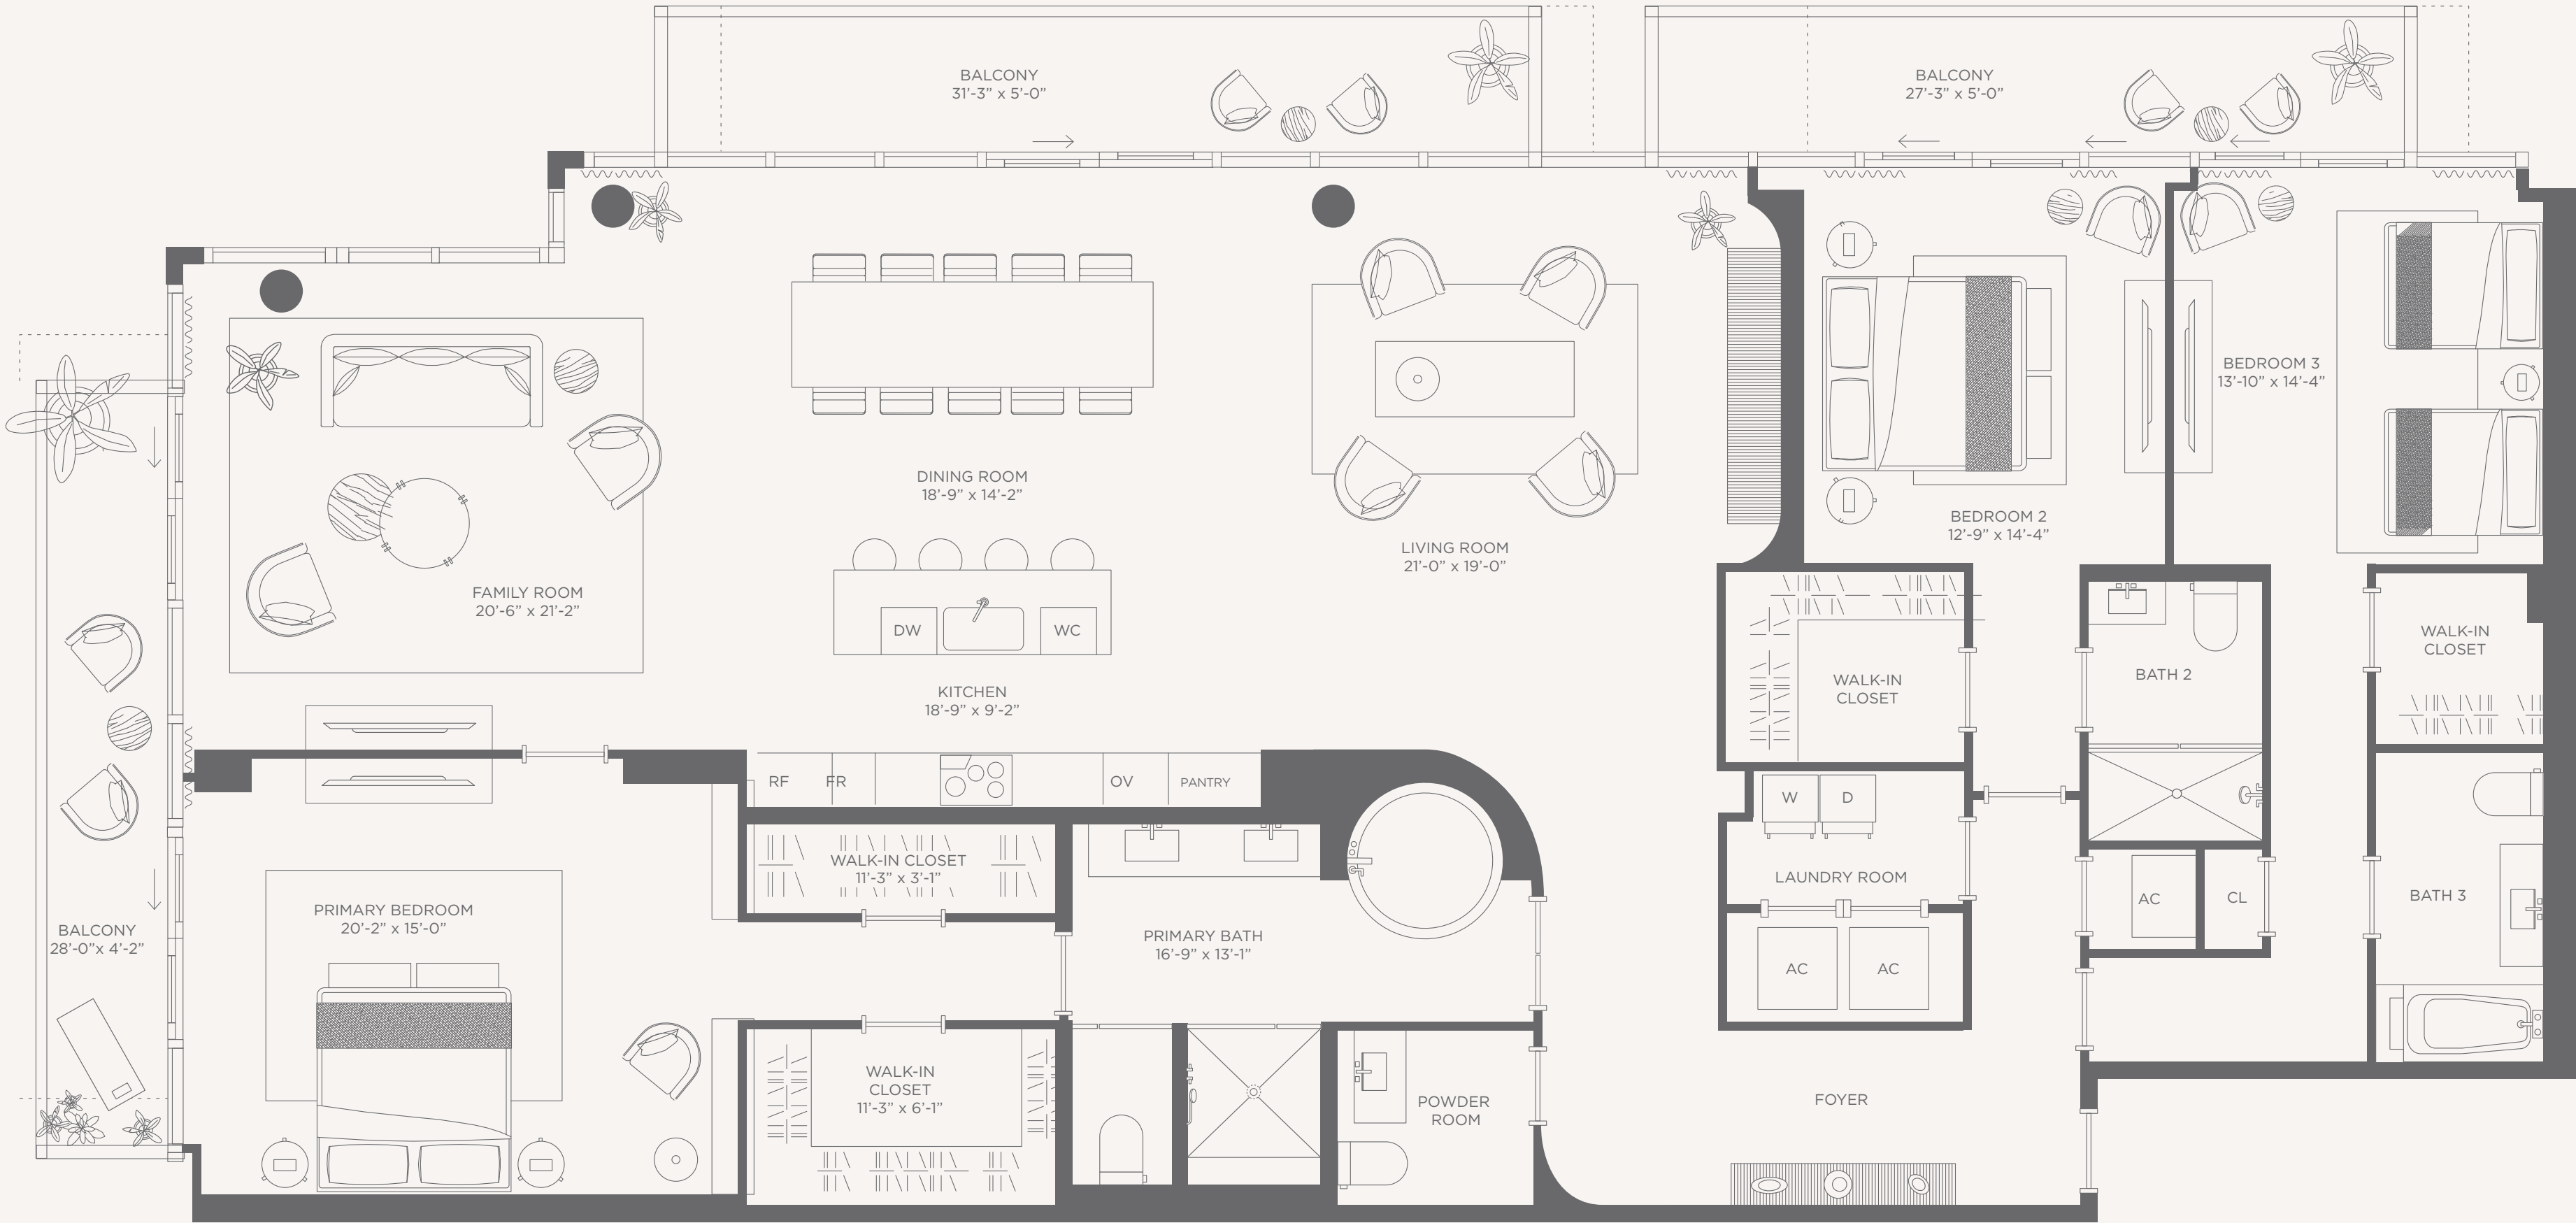 BALCONY
31'-3" x 5'-0"
BALCONY
27'-3" x 5'-0"
BEDROOM 3
13'-10" x 14'-4"
DINING ROOM
18'-9" x 14'-2"
BEDROOM 2
12'-9" x 14'-4"
LIVING ROOM
21'-0" x 19'-0"
FAMILY ROOM
20'-6" x 21'-2"
DW
WC
WALK-IN
CLOSET
BATH 2
WALK-IN
CLOSET
KITCHEN
18'-9" x 9'-2"
RF
FR
OV
PANTRY
W
D
WALK-IN CLOSET
11'-3" x 3'-1"
LAUNDRY ROOM
AC
CL
BATH 3
PRIMARY BEDROOM
20'-2" x 15'-0"
BALCONY
28'-0"x 4'-2"
PRIMARY BATH
16'-9" x 13'-1"
AC
AC
WALK-IN
CLOSET
11'-3" x 6'-1"
POWDER
ROOM
FOYER